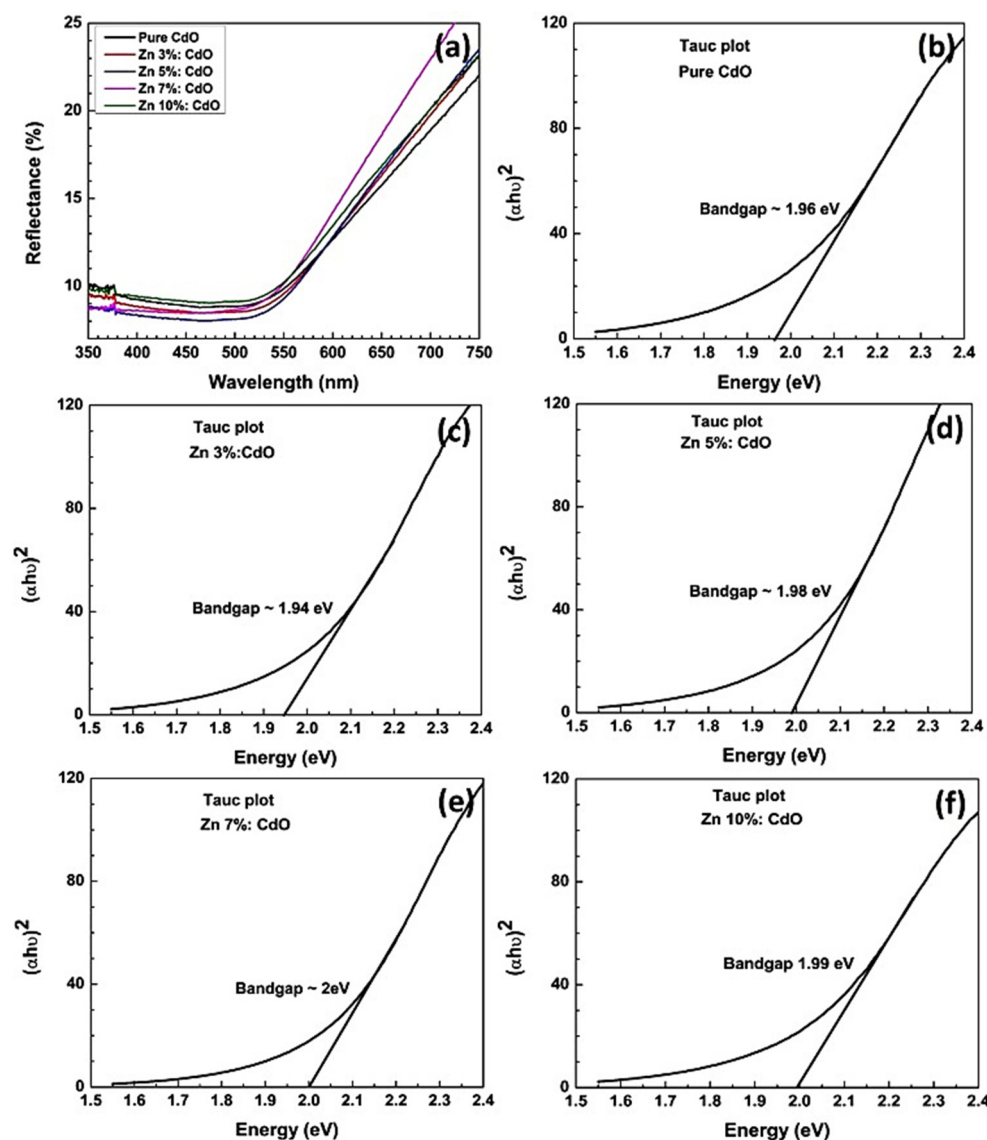 (a)
Pure CdO
Zn 3%: CdO
Zn 5%: CdO
Zn 7%: CdO
Zn 10%: CdO
Reflectance (%)
25
20
15
10
350 400 450 500 550 600 650 700 750
Wavelength (nm)
(b)
Tauc plot
Pure CdO
Bandgap ~ 1.96 eV
(αhυ)²
120
80
40
0
1.5 1.6 1.7 1.8 1.9 2.0 2.1 2.2 2.3 2.4
Energy (eV)
(c)
Tauc plot
Zn 3%:CdO
Bandgap ~ 1.94 eV
(αhυ)²
120
80
40
0
1.5 1.6 1.7 1.8 1.9 2.0 2.1 2.2 2.3 2.4
Energy (eV)
(d)
Tauc plot
Zn 5%: CdO
Bandgap ~ 1.98 eV
(αhυ)²
120
80
40
0
1.5 1.6 1.7 1.8 1.9 2.0 2.1 2.2 2.3 2.4
Energy (eV)
(e)
Tauc plot
Zn 7%: CdO
Bandgap ~ 2eV
(αhυ)²
120
80
40
0
1.5 1.6 1.7 1.8 1.9 2.0 2.1 2.2 2.3 2.4
Energy (eV)
(f)
Tauc plot
Zn 10%: CdO
Bandgap 1.99 eV
(αhυ)²
120
80
40
0
1.5 1.6 1.7 1.8 1.9 2.0 2.1 2.2 2.3 2.4
Energy (eV)